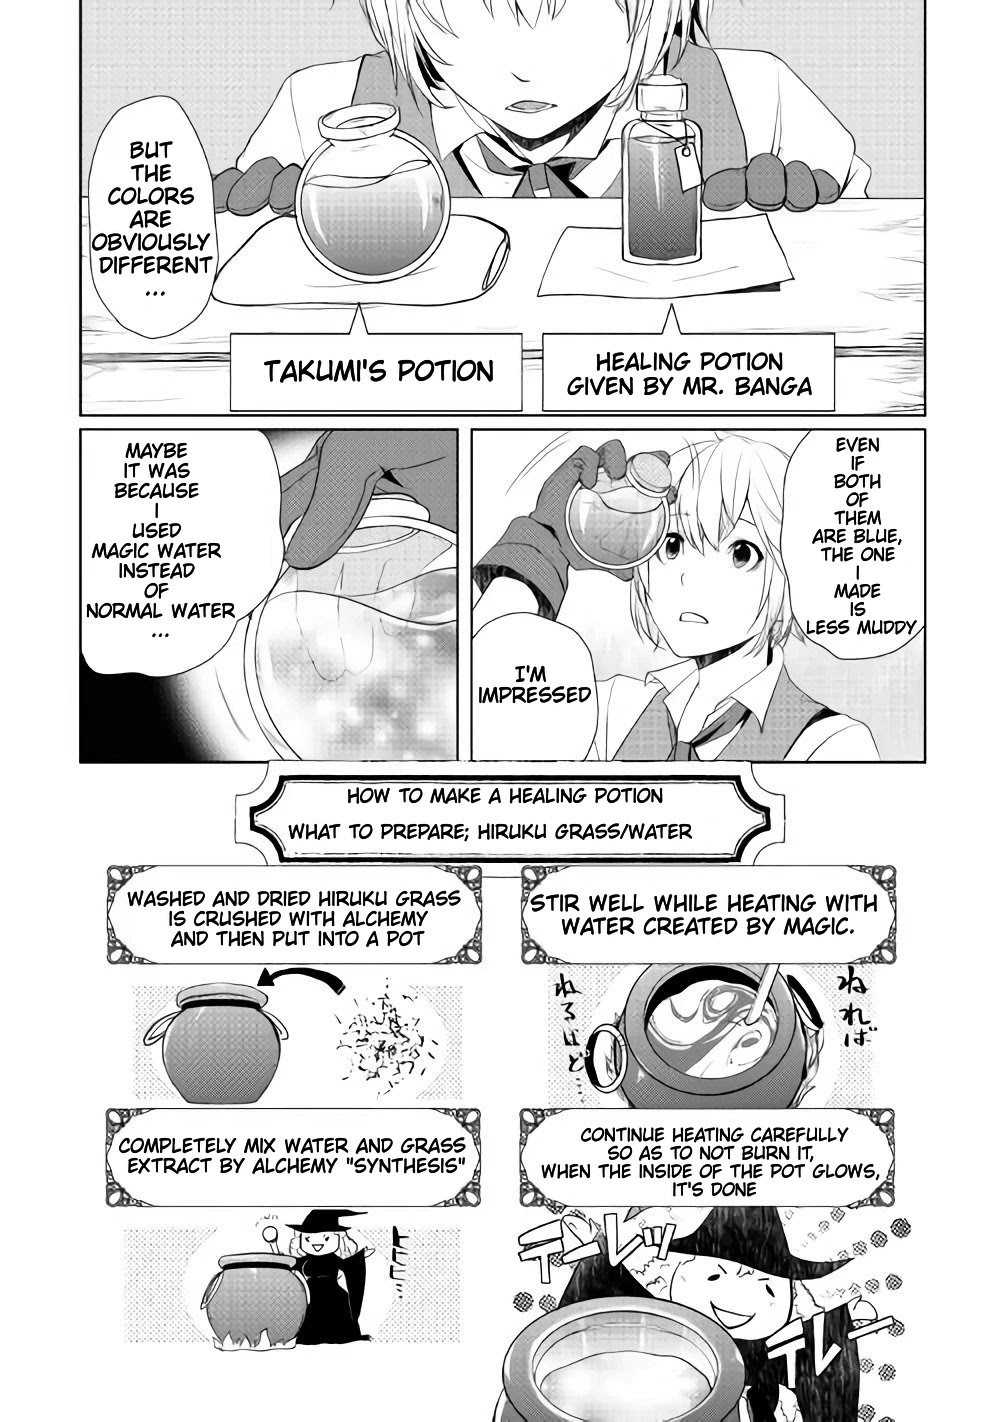 BUT
THE
COLORS
ARE
OBVIOUSLY
DIFFERENT
...
TAKUMI'S POTION
HEALING POTION
GIVEN BY MR. BANGA
EVEN
IF
BOTH
OF
THEM
ARE BLUE,
THE ONE
I
MADE
IS
LESS MUDDY
I'M
IMPRESSED
MAYBE
IT WAS
BECAUSE
I
USED
MAGIC WATER
INSTEAD
OF
NORMAL WATER
...
HOW TO MAKE A HEALING POTION
WHAT TO PREPARE; HIRUKU GRASS/WATER
WASHED AND DRIED HIRUKU GRASS
IS CRUSHED WITH ALCHEMY
AND THEN PUT INTO A POT
STIR WELL WHILE HEATING WITH
WATER CREATED BY MAGIC.
ねれば
ねるほど…
COMPLETELY MIX WATER AND GRASS
EXTRACT BY ALCHEMY "SYNTHESIS"
CONTINUE HEATING CAREFULLY
SO AS TO NOT BURN IT,
WHEN THE INSIDE OF THE POT GLOWS,
IT'S DONE
テーレッ
テレー